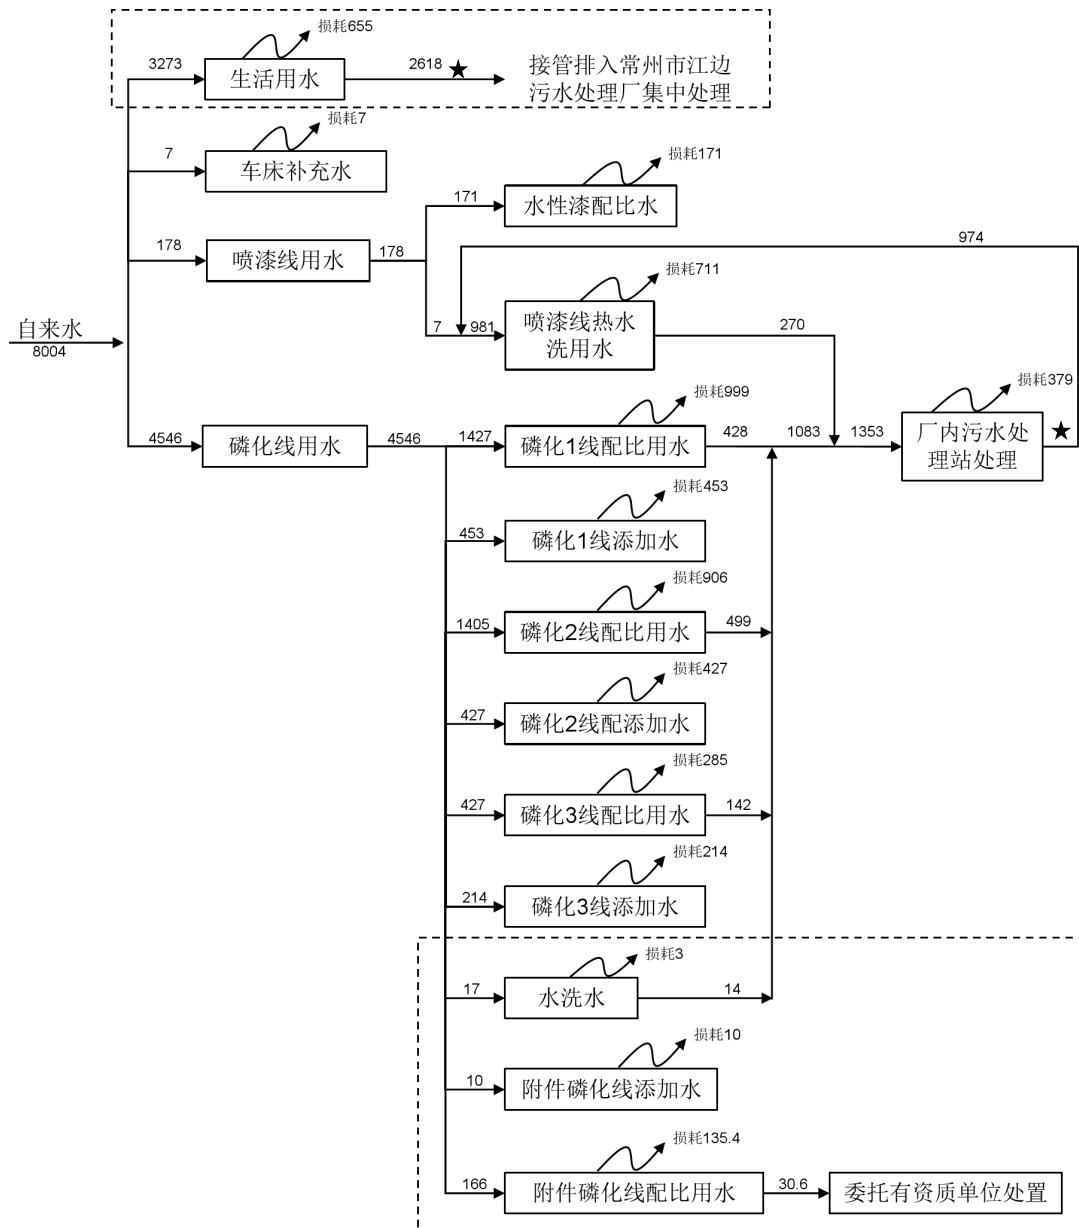 损耗655
3273
生活用水
2618
★
接管排入常州市江边
污水处理厂集中处理
损耗7
7
车床补充水
损耗171
171
水性漆配比水
178
喷漆线用水
178
974
损耗711
7
981
喷漆线热水
洗用水
270
自来水
8004
损耗379
厂内污水处
理站处理
★
损耗999
4546
磷化线用水
4546
1427
磷化1线配比用水
428
1083
1353
损耗453
453
磷化1线添加水
损耗906
1405
磷化2线配比用水
499
损耗427
427
磷化2线配添加水
损耗285
427
磷化3线配比用水
142
损耗214
214
磷化3线添加水
损耗3
17
水洗水
14
损耗10
10
附件磷化线添加水
损耗135.4
166
附件磷化线配比用水
30.6
委托有资质单位处置